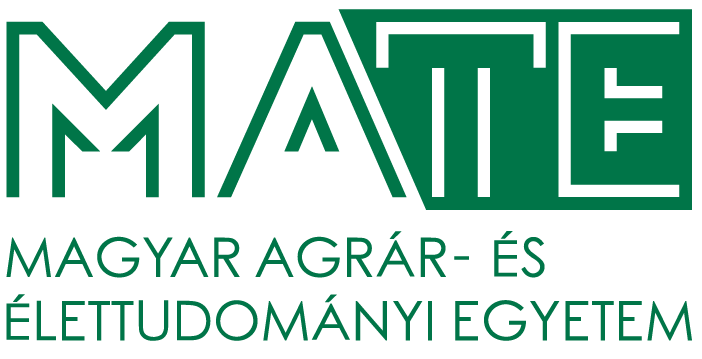 MATE
MAGYAR AGRÁR- ÉS
ÉLETTUDOMÁNYI EGYETEM